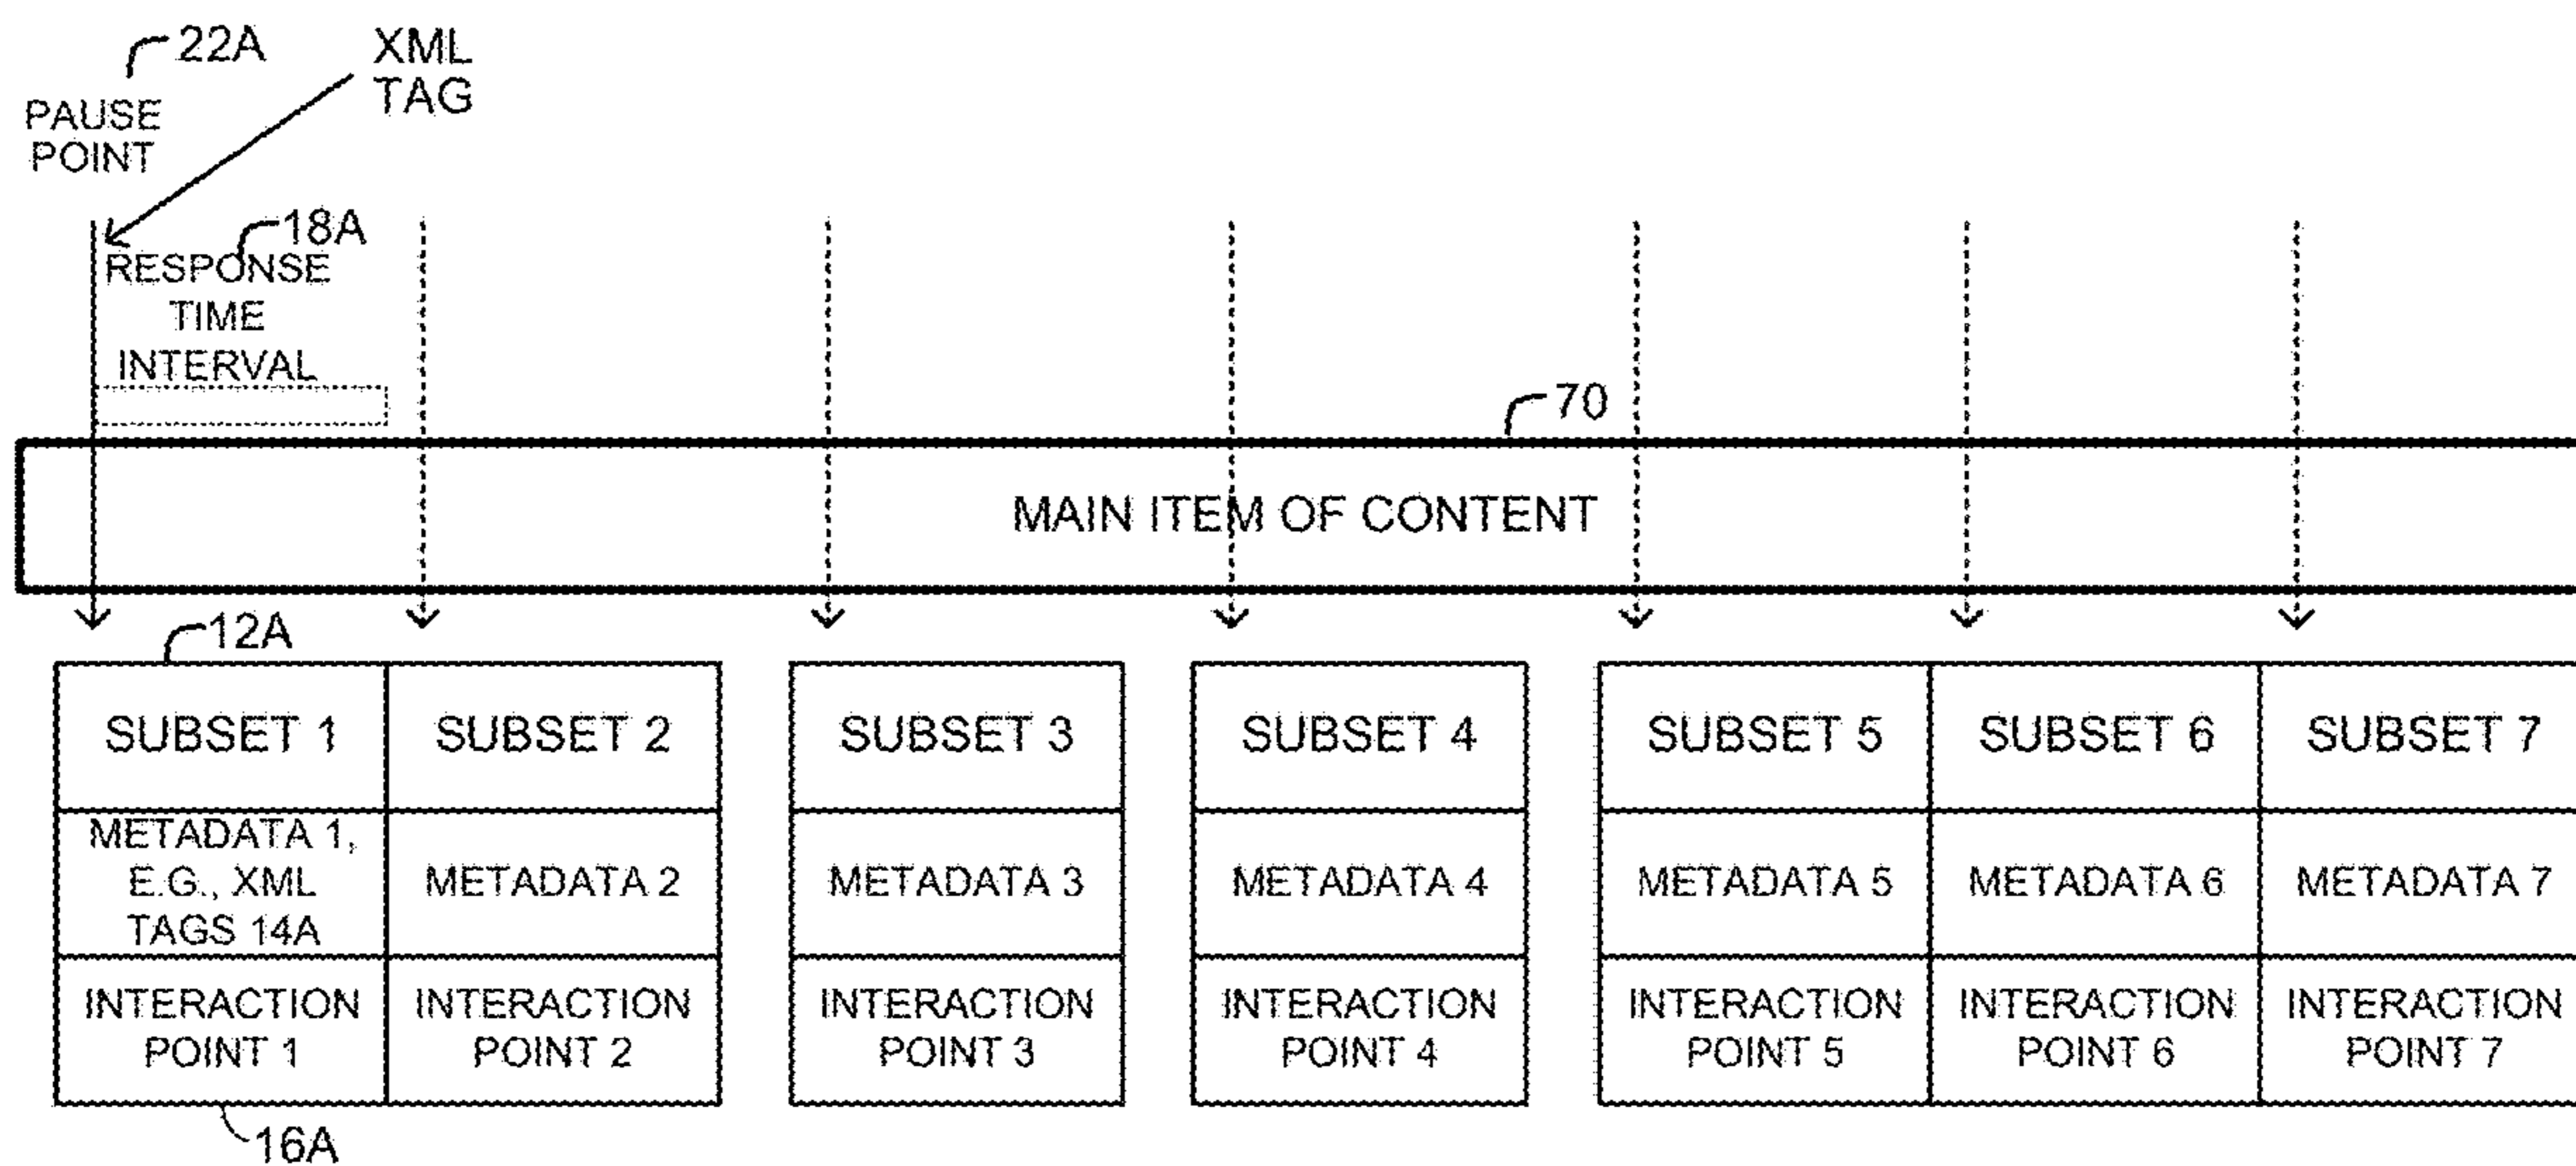 22A
XML
TAG
PAUSE
POINT
18A
RESPONSE
TIME
INTERVAL
70
MAIN ITEM OF CONTENT
12A
SUBSET 1
SUBSET 2
SUBSET 3
SUBSET 4
SUBSET 5
SUBSET 6
SUBSET 7
METADATA 1,
E.G., XML
TAGS 14A
METADATA 2
METADATA 3
METADATA 4
METADATA 5
METADATA 6
METADATA 7
INTERACTION
POINT 1
INTERACTION
POINT 2
INTERACTION
POINT 3
INTERACTION
POINT 4
INTERACTION
POINT 5
INTERACTION
POINT 6
INTERACTION
POINT 7
16A